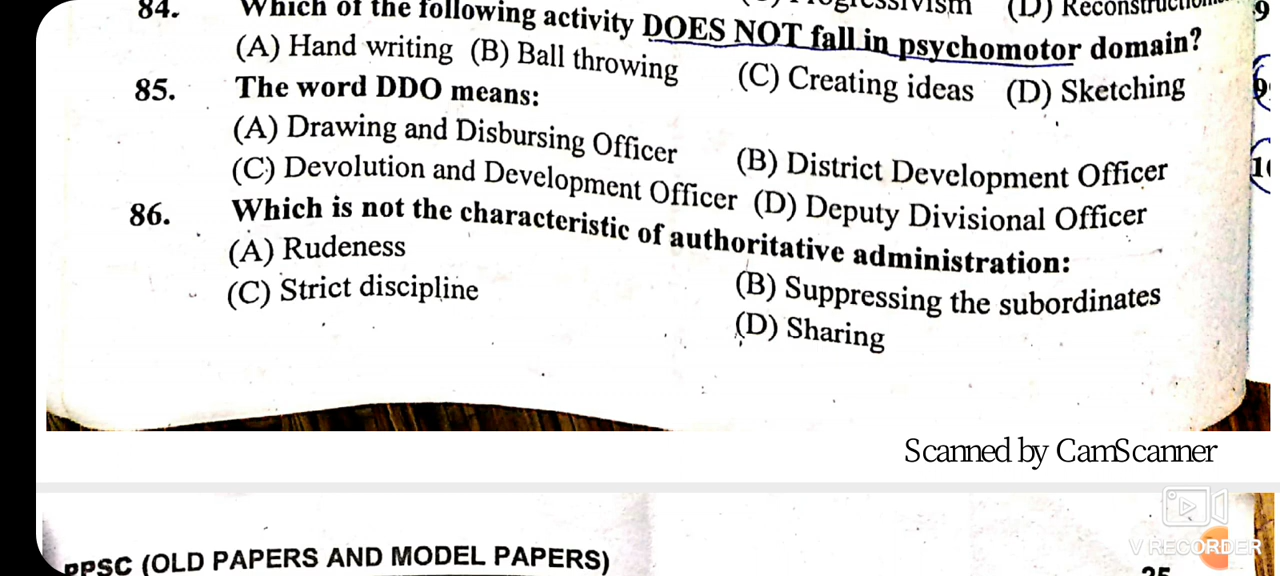 (D)
84. Which of the following activity DOES NOT fall in psychomotor domain?
(A) Hand writing (B) Ball throwing (C) Creating ideas (D) Sketching
85. The word DDO means:
(A) Drawing and Disbursing Officer (B) District Development Officer
(C) Devolution and Development Officer (D) Deputy Divisional Officer
86. Which is not the characteristic of authoritative administration:
(A) Rudeness (B) Suppressing the subordinates
(C) Strict discipline (D) Sharing
Scanned by CamScanner
PPSC (OLD PAPERS AND MODEL PAPERS)
V RECORDER